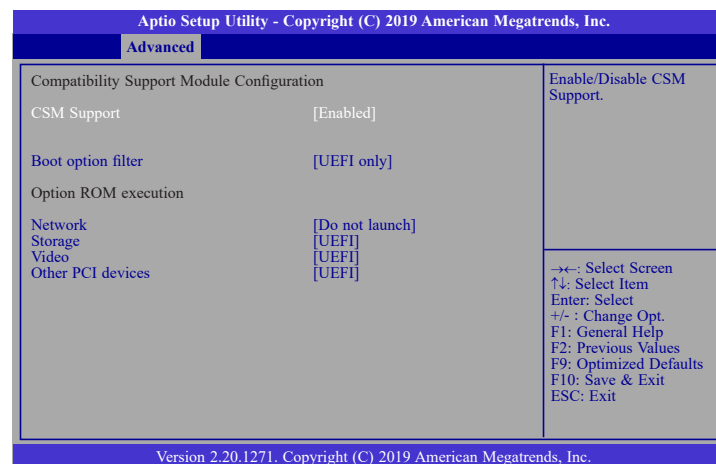 Aptio Setup Utility - Copyright (C) 2019 American Megatrends, Inc.
Advanced
Compatibility Support Module Configuration
CSM Support [Enabled]
Boot option filter [UEFI only]
Option ROM execution
Network [Do not launch]
Storage [UEFI]
Video [UEFI]
Other PCI devices [UEFI]
Enable/Disable CSM
Support.
→←: Select Screen
↑↓: Select Item
Enter: Select
+/- : Change Opt.
F1: General Help
F2: Previous Values
F9: Optimized Defaults
F10: Save & Exit
ESC: Exit
Version 2.20.1271. Copyright (C) 2019 American Megatrends, Inc.